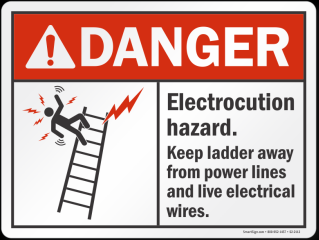 DANGER
Electrocution
hazard.
Keep ladder away
from power lines
and live electrical
wires.